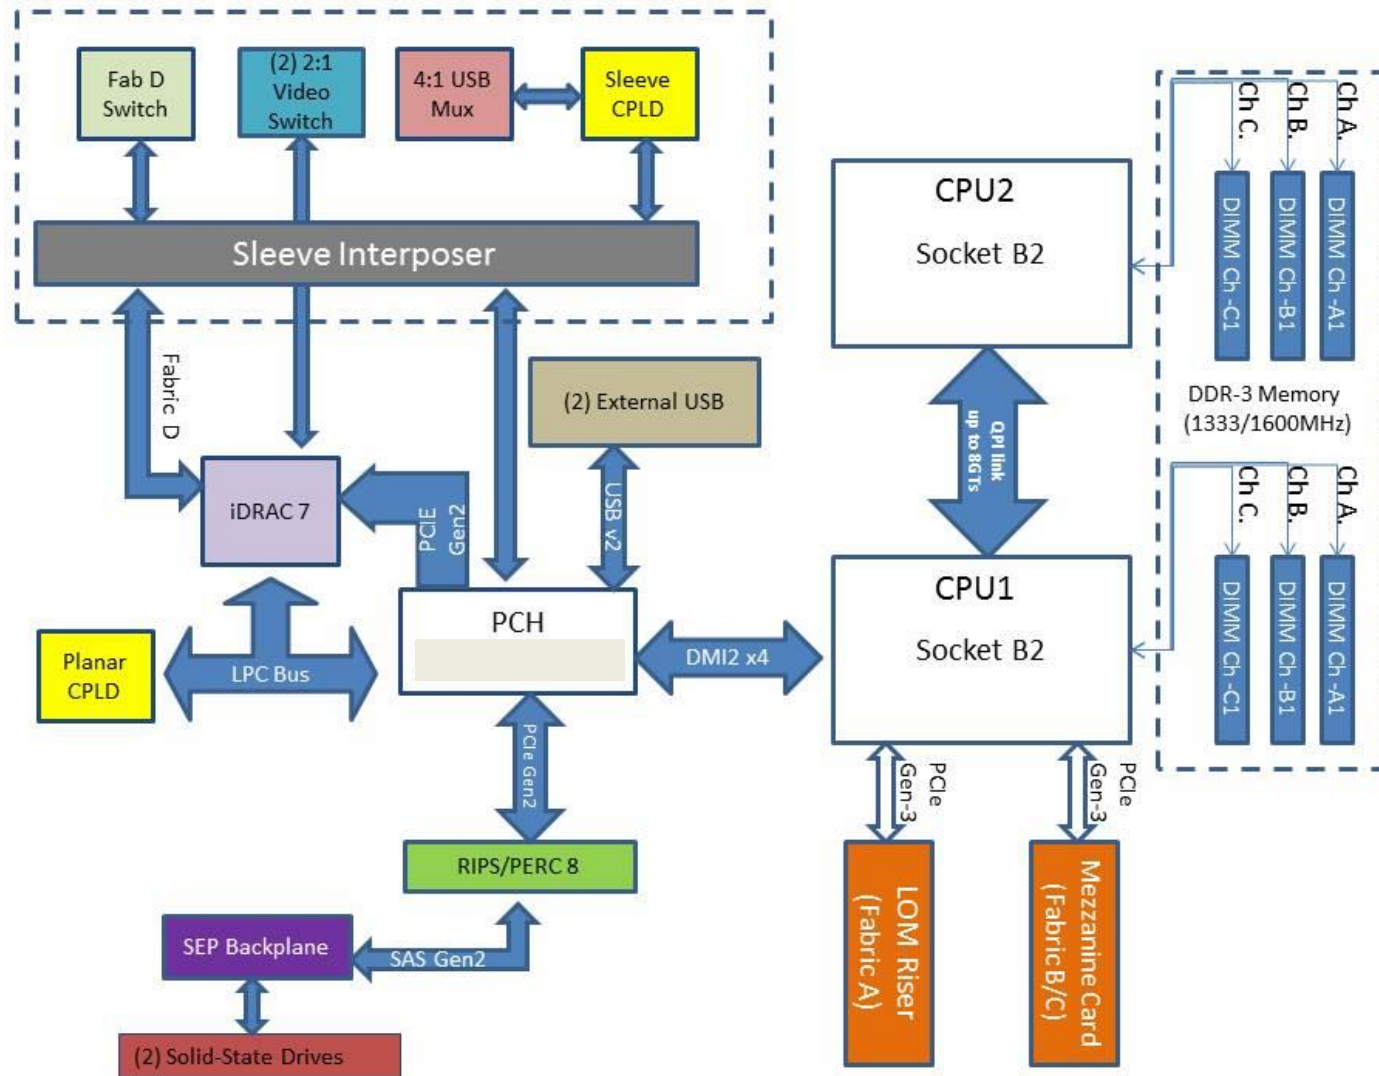 Fab D
Switch
(2) 2:1
Video
Switch
4:1 USB
Mux
Sleeve
CPLD
Sleeve Interposer
Fabric D
(2) External USB
iDRAC 7
PCIE
Gen2
USB v2
PCH
Planar
CPLD
LPC Bus
DMI2 x4
PCIe Gen2
RIPS/PERC 8
SEP Backplane
SAS Gen2
(2) Solid-State Drives
CPU2
Socket B2
QPI link
up to 8GTs
CPU1
Socket B2
PCIe
Gen-3
PCIe
Gen-3
LOM Riser
(Fabric A)
Mezzanine Card
(Fabric B/C)
Ch C.
Ch B.
Ch A.
DIMM Ch -C1
DIMM Ch -B1
DIMM Ch -A1
DDR-3 Memory
(1333/1600MHz)
Ch C.
Ch B.
Ch A.
DIMM Ch -C1
DIMM Ch -B1
DIMM Ch -A1